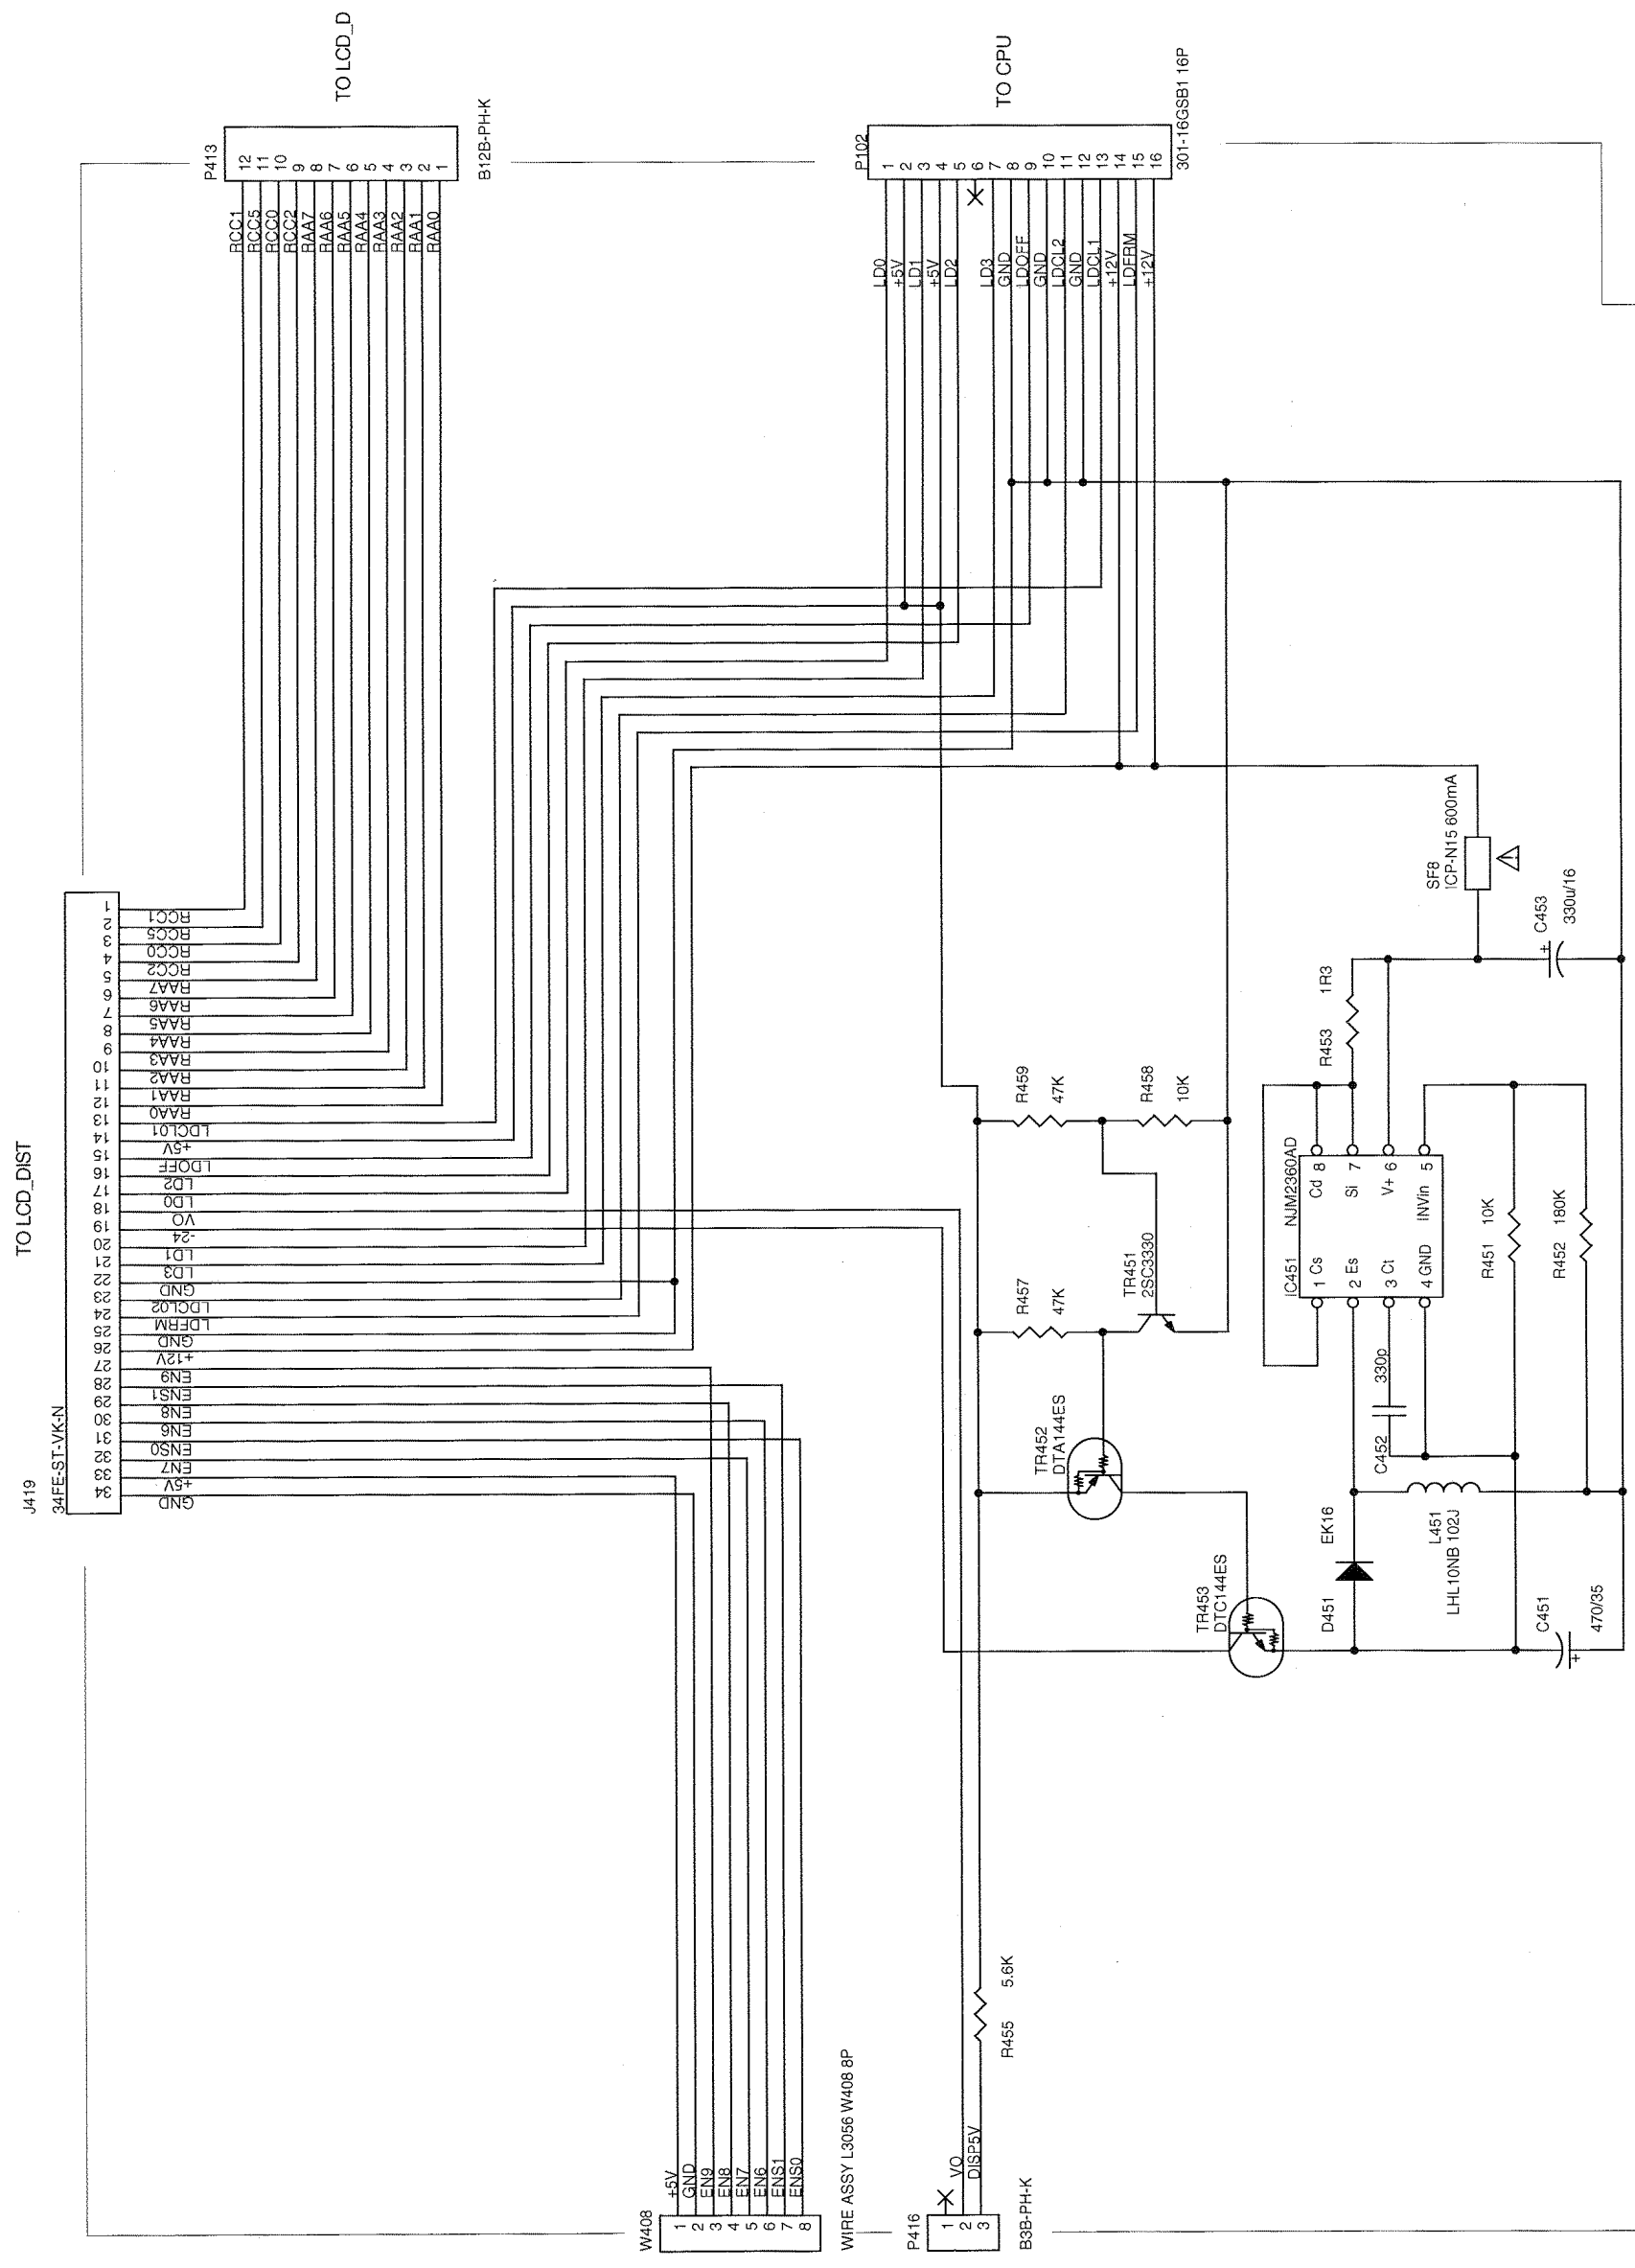 TO LCD_D
P413
12
11
10
9
8
7
6
5
4
3
2
1
B12B-PH-K
RCC1
RCC5
RCC0
RCC2
RAA7
RAA6
RAA5
RAA4
RAA3
RAA2
RAA1
RAA0
TO CPU
P102
1
2
3
4
5
6
7
8
9
10
11
12
13
14
15
16
301-16GSB1 16P
LD0
+5V
LD1
+5V
LD2
LD3
GND
LDOFF
GND
LDCL2
GND
LDCL1
+12V
LDFRM
+12V
TO LCD_DIST
J419
34FE-ST-VK-N
1
2
3
4
5
6
7
8
9
10
11
12
13
14
15
16
17
18
19
20
21
22
23
24
25
26
27
28
29
30
31
32
33
34
RCC1
RCC5
RCC0
RCC2
RAA7
RAA6
RAA5
RAA4
RAA3
RAA2
RAA1
RAA0
LDCL01
+5V
LDOFF
LD2
LD0
VO
-24
LD1
LD3
GND
LDCL02
LDFRM
GND
+12V
EN9
ENS1
EN8
EN6
ENS0
EN7
+5V
GND
SF8
ICP-N15 600mA
C453
330u/16
R453 1R3
R459
47K
R458
10K
IC451 NJM2360AD
1 Cs
2 Es
3 Ct
4 GND
Cd 8
Si 7
V+ 6
INVin 5
R451 10K
R452 180K
R457
47K
TR451
2SC3330
TR452
DTA144ES
C452 330p
L451
LHL10NB 102J
D451 EK16
TR453
DTC144ES
C451
470/35
R455 5.6K
W408
1
2
3
4
5
6
7
8
+5V
GND
EN9
EN8
EN7
EN6
ENS1
ENS0
WIRE ASSY L3056 W408 8P
P416
1
2
3
VO
DISP5V
B3B-PH-K